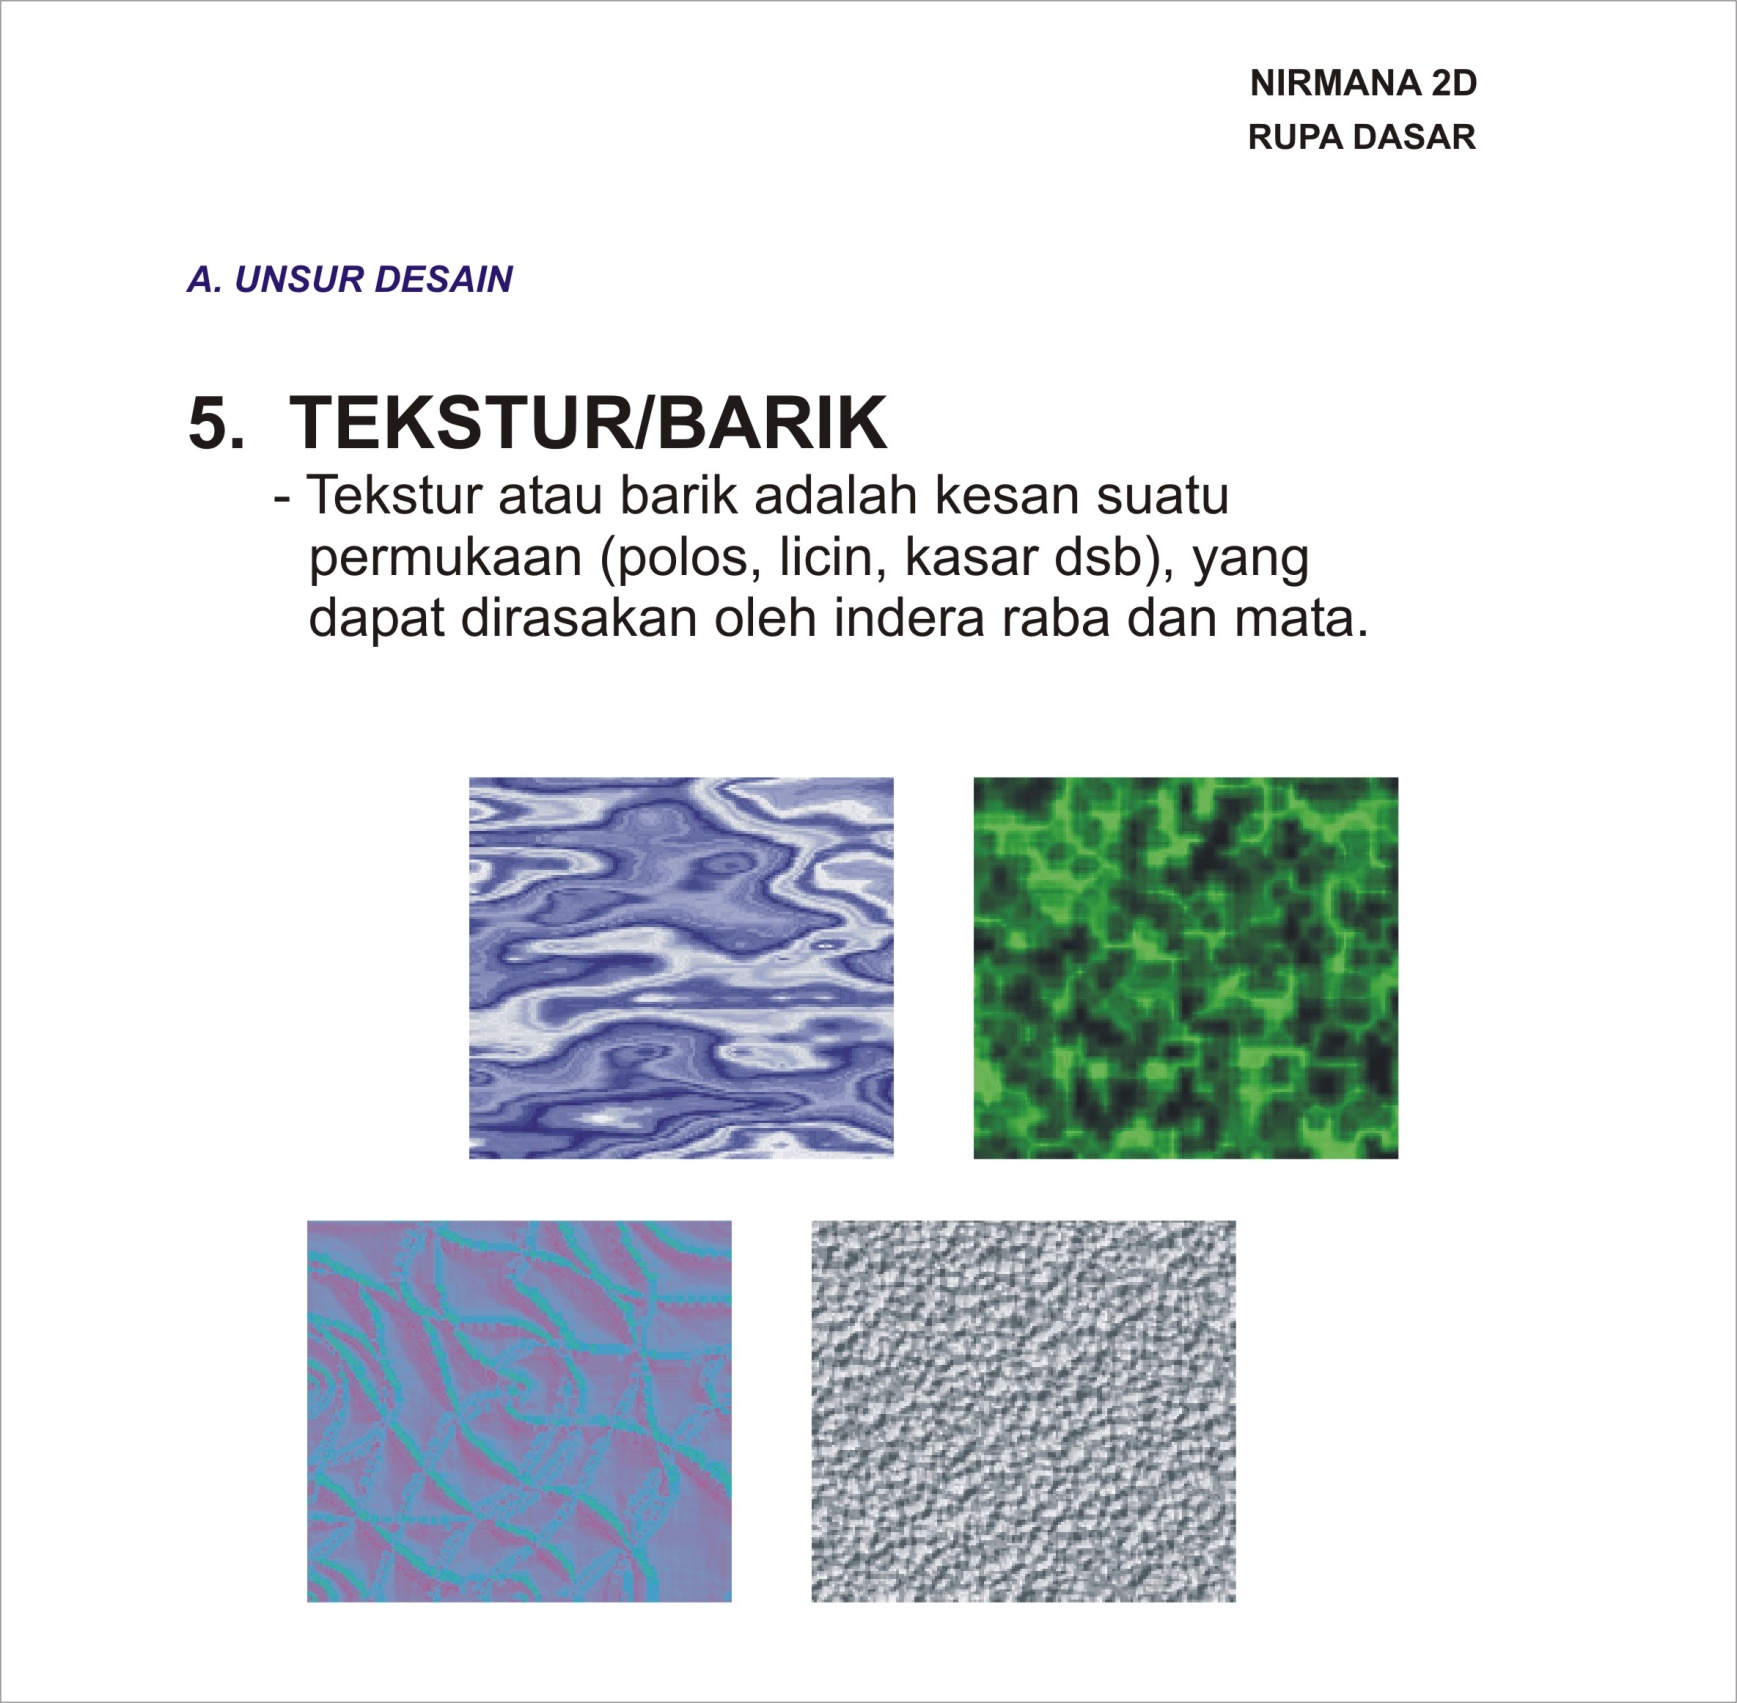 NIRMANA 2D
RUPA DASAR
A. UNSUR DESAIN
5. TEKSTUR/BARIK
- Tekstur atau barik adalah kesan suatu
permukaan (polos, licin, kasar dsb), yang
dapat dirasakan oleh indera raba dan mata.